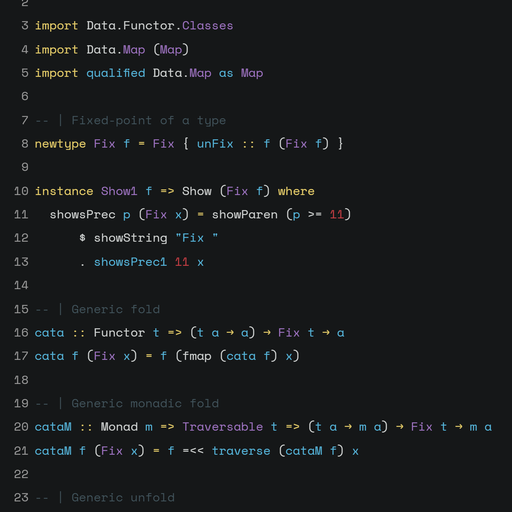 2
3 import Data.Functor.Classes
4 import Data.Map (Map)
5 import qualified Data.Map as Map
6
7 -- | Fixed-point of a type
8 newtype Fix f = Fix { unFix :: f (Fix f) }
9
10 instance Show1 f => Show (Fix f) where
11   showsPrec p (Fix x) = showParen (p >= 11)
12       $ showString "Fix "
13       . showsPrec1 11 x
14
15 -- | Generic fold
16 cata :: Functor t => (t a → a) → Fix t → a
17 cata f (Fix x) = f (fmap (cata f) x)
18
19 -- | Generic monadic fold
20 cataM :: Monad m => Traversable t => (t a → m a) → Fix t → m a
21 cataM f (Fix x) = f =<< traverse (cataM f) x
22
23 -- | Generic unfold